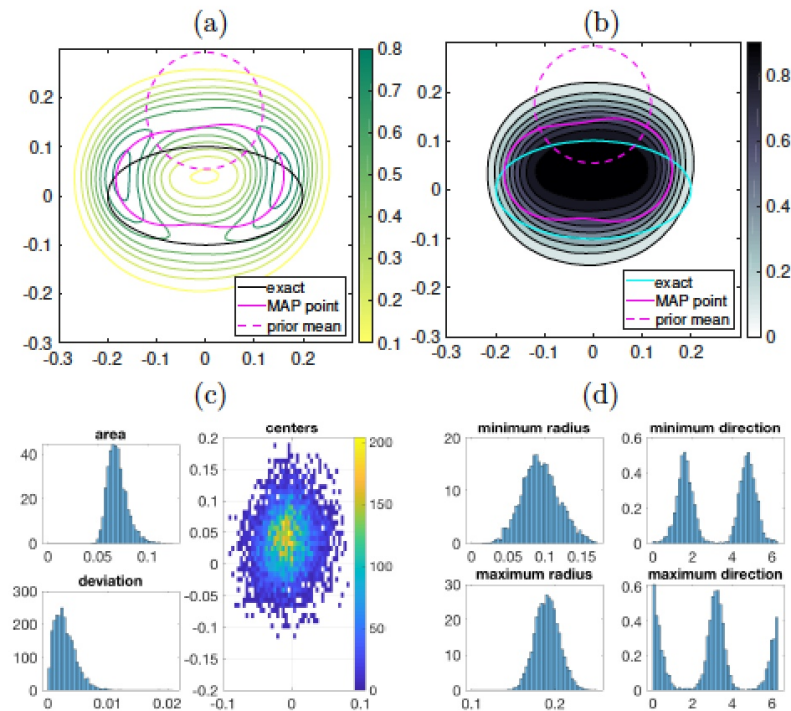 (a)
0.2
0.1
0
-0.1
-0.2
-0.3
-0.3 -0.2 -0.1 0 0.1 0.2
exact
MAP point
prior mean
0.8
0.7
0.6
0.5
0.4
0.3
0.2
0.1
(b)
0.2
0.1
0
-0.1
-0.2
-0.3
-0.3 -0.2 -0.1 0 0.1 0.2
exact
MAP point
prior mean
0.8
0.6
0.4
0.2
0
(c)
area
40
20
0
0 0.05 0.1
deviation
300
200
100
0
0 0.01 0.02
centers
0.2
0.15
0.1
0.05
0
-0.05
-0.1
-0.15
-0.2
-0.1 0 0.1
200
150
100
50
0
(d)
minimum radius
20
10
0
0 0.05 0.10 0.15
minimum direction
0.6
0.4
0.2
0
0 2 4 6
maximum radius
30
20
10
0
0.1 0.2
maximum direction
0.6
0.4
0.2
0
0 2 4 6